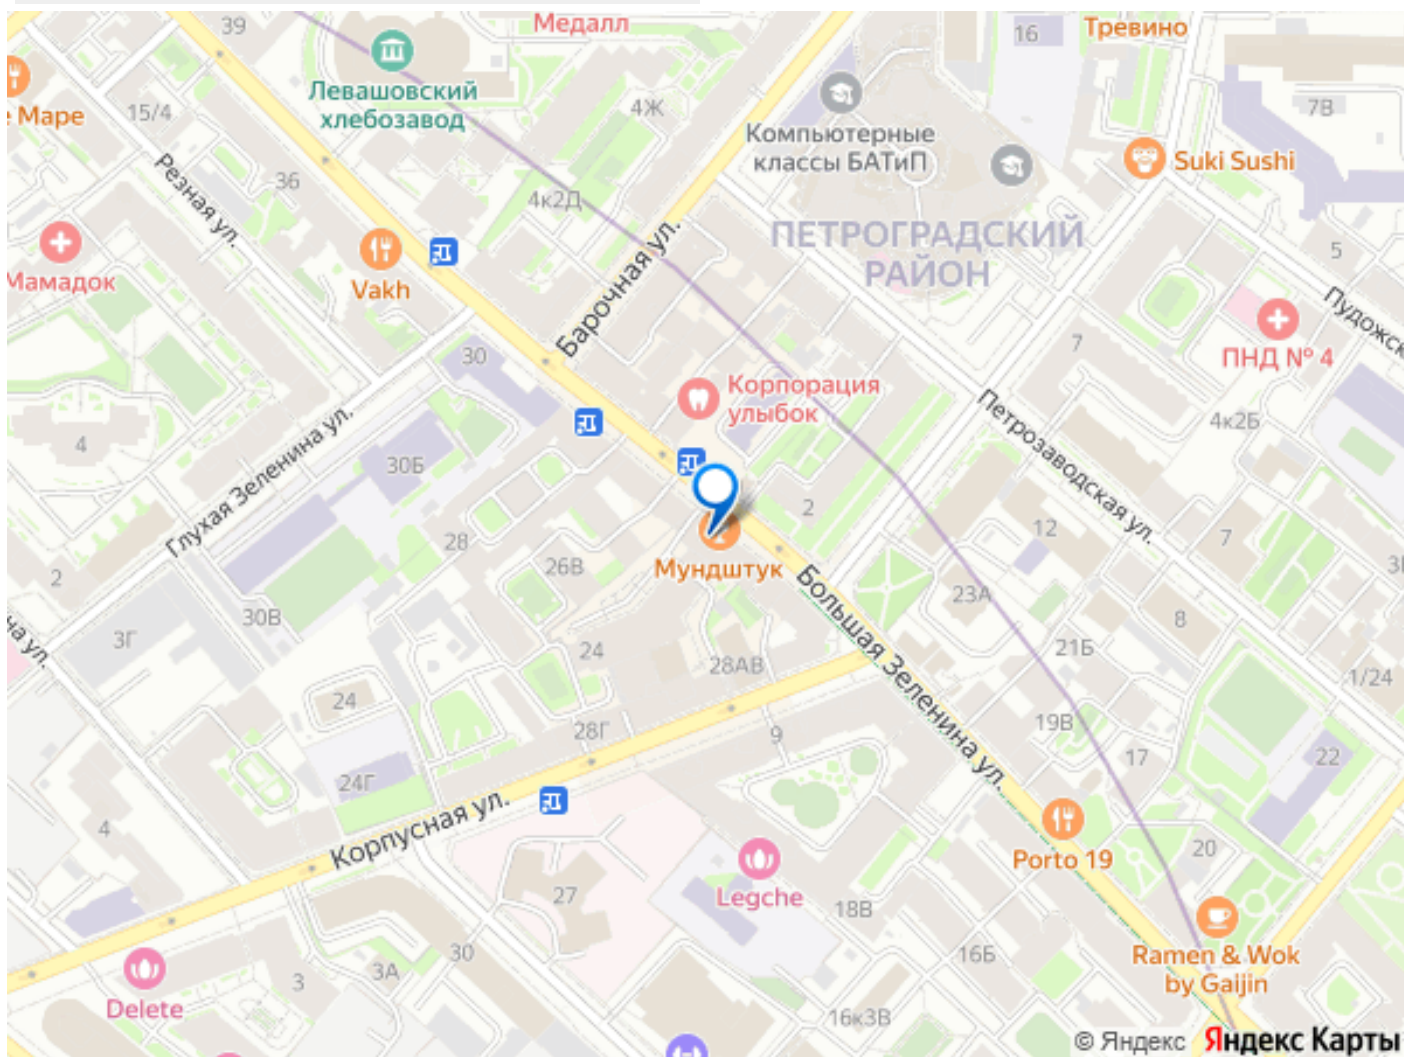 39
Медалл
16
Тревино
Левашовский
хлебозавод
е Маре
15/4
4Ж
Компьютерные
классы БАТиП
7В
Suki Sushi
Резная ул.
36
4к2Д
Мамадок
Vakh
Барочная ул.
ПЕТРОГРАДСКИЙ
РАЙОН
5
Пудожск
ПНД № 4
7
30
Корпорация
улыбок
4
Глухая Зеленина ул.
30Б
Петрозаводская ул.
4к2Б
2
28
26В
Мундштук
2
12
7
3Г
30В
24
28АВ
Большая Зеленина ул.
23А
8
21Б
1/24
на ул.
24
28Г
9
19В
17
22
24Г
4
Корпусная ул.
Porto 19
20
27
Legche
18В
30
16Б
Ramen & Wok
by Gaijin
3А
3
Delete
16к3В
© Яндекс Яндекс Карты